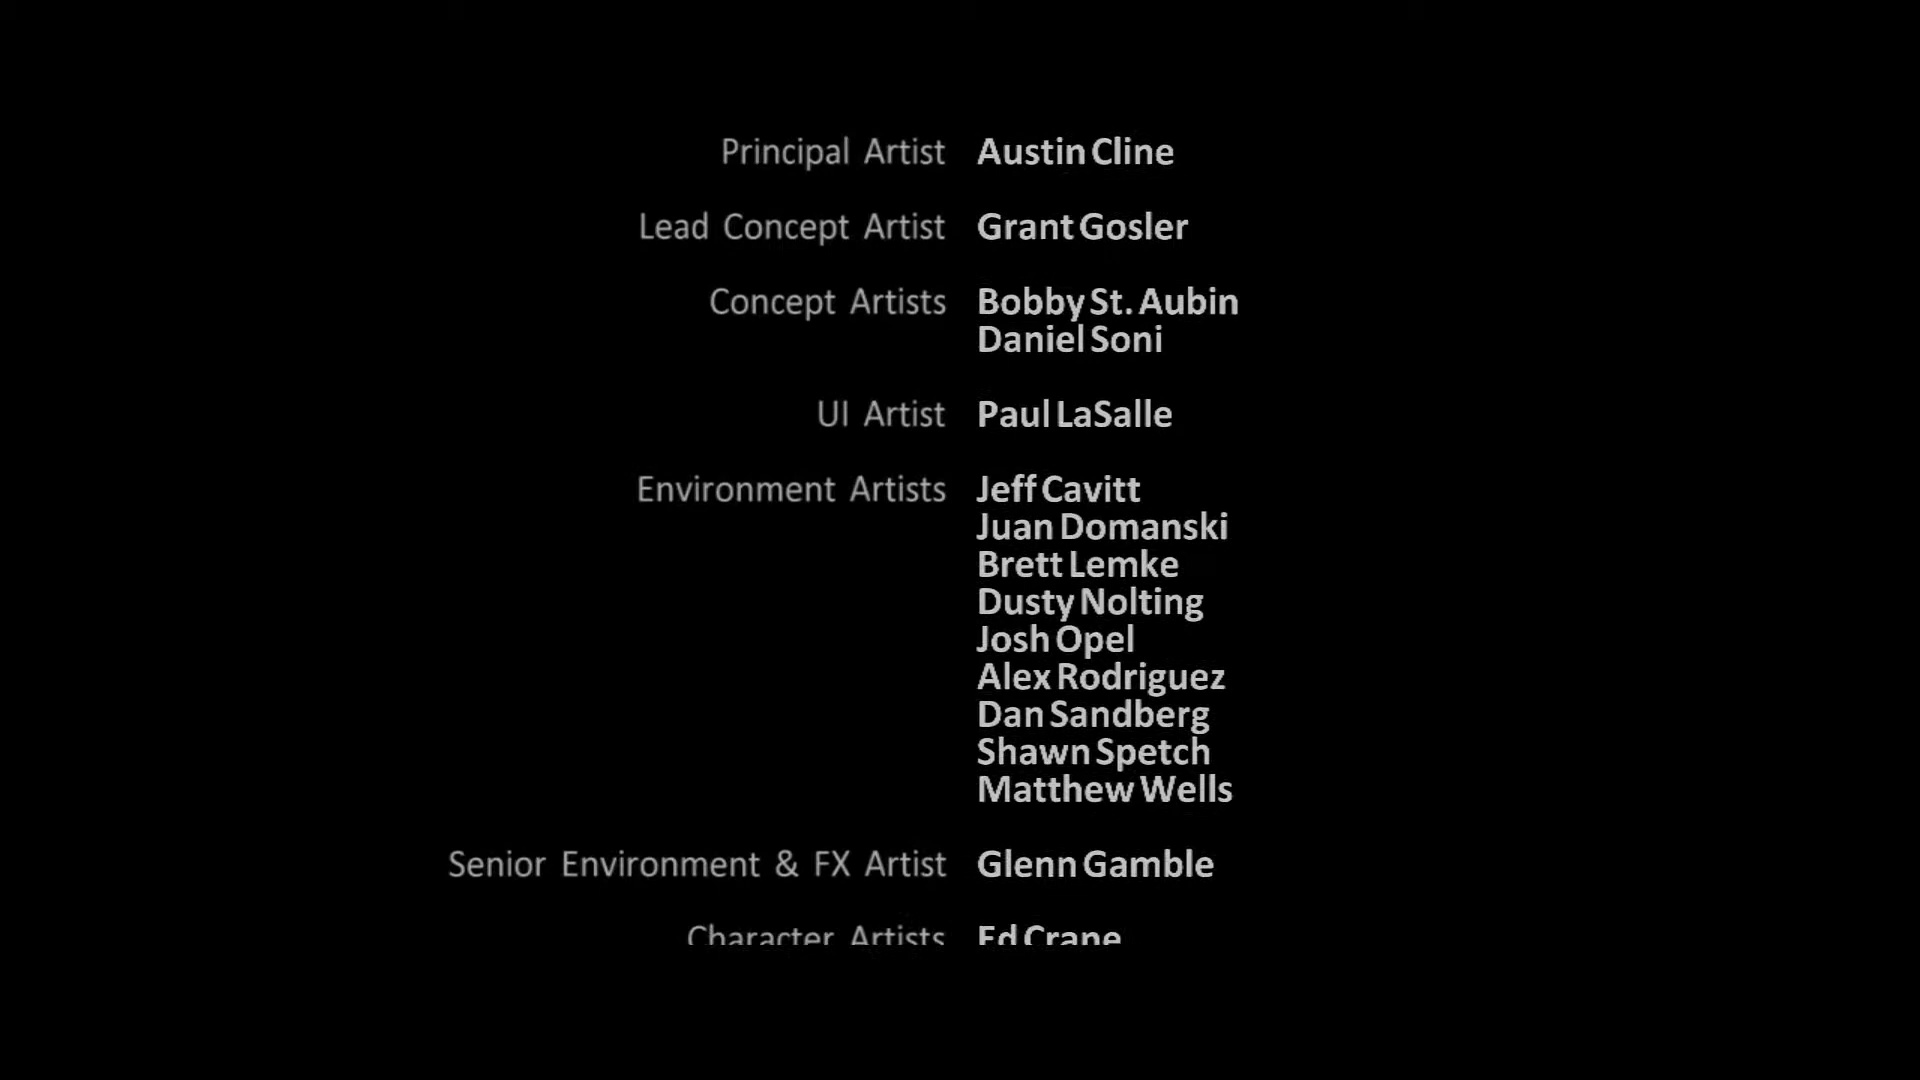 Principal Artist Austin Cline
Lead Concept Artist Grant Gosler
Concept Artists Bobby St. Aubin
Daniel Soni
UI Artist Paul LaSalle
Environment Artists Jeff Cavitt
Juan Domanski
Brett Lemke
Dusty Nolting
Josh Opel
Alex Rodriguez
Dan Sandberg
Shawn Spetch
Matthew Wells
Senior Environment & FX Artist Glenn Gamble
Character Artists Ed Crane